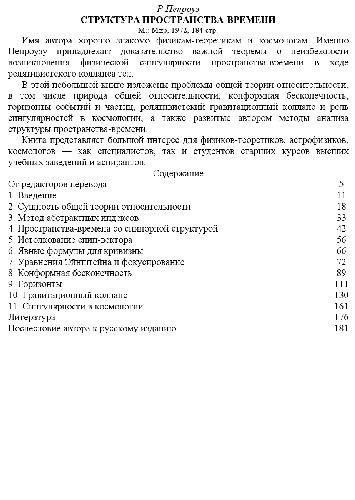 Р Пенроуз
СТРУКТУРА ПРОСТРАНСТВА ВРЕМЕНИ
М.: Мир, 1972, 184 стр
Имя автора хорошо знакомо физикам-теоретикам и космологам Именно
Пенроузу принадлежит доказательство важной теоремы о неизбежности
возникновения физической сингулярности пространства-времени в ходе
релятивистского коллапса тел.
В этой небольшой книге изложены проблемы общей теории относительности,
в том числе природа общей относительности, конформная бесконечность,
горизонты событий и частиц, релятивистский гравитационный коллапс и роль
сингулярностей в космологии, а также развитые автором методы анализа
структуры пространства-времени.
Книга представляет большой интерес для физиков-теоретиков, астрофизиков,
космологов — как специалистов, так и студентов старших курсов высших
учебных заведений и аспирантов.
Содержание
От редакторов перевода 5
1 Введение 11
2. Сущность общей теории относительности 18
3. Метод абстрактных индексов 33
4. Пространства-времена со спинорной структурой 42
5. Истолкование спин-вектора 56
6 Явные формулы для кривизны 66
7 Уравнения Эйнштейна и фокусирование 72
8 Конформная бесконечность 89
9. Горизонты 111
10 Гравитационный коллапс 130
11 Сингулярности в космологии 161
Литература 176
Послесловие автора к русскому изданию 181